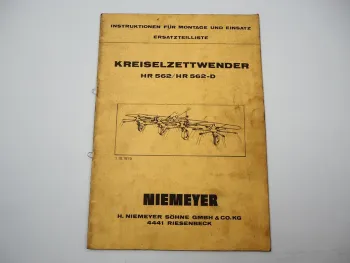 INSTRUKTIONEN FÜR MONTAGE UND EINSATZ
ERSATZTEILLISTE
KREISELZETTWENDER
HR 562/HR 562-D
NIEMEYER
H. NIEMEYER SÖHNE GMBH & CO. KG
4441 RIESENBECK